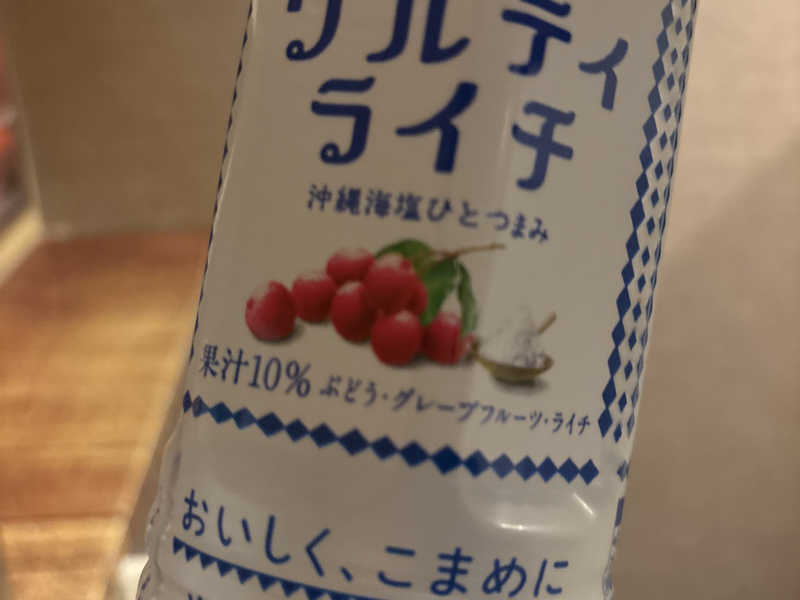 ソルティ
ライチ
沖縄海塩ひとつまみ
果汁10% ぶどう・グレープフルーツ・ライチ
おいしく、こまめに